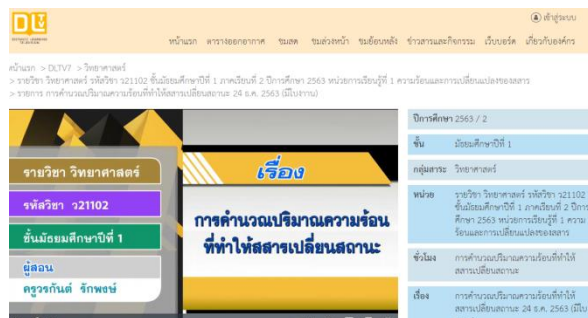 DLTV
เข้าสู่ระบบ
หน้าแรก ตารางออกอากาศ ชมสด ชมล่วงหน้า ชมย้อนหลัง ข่าวสารและกิจกรรม เว็บบอร์ด เกี่ยวกับองค์กร
หน้าแรก > DLTV7 > วิทยาศาสตร์
> รายวิชา วิทยาศาสตร์ รหัสวิชา ว21102 ชั้นมัธยมศึกษาปีที่ 1 ภาคเรียนที่ 2 ปีการศึกษา 2563 หน่วยการเรียนรู้ที่ 1 ความร้อนและการเปลี่ยนแปลงของสสาร
> รายการ การคำนวณปริมาณความร้อนที่ทำให้สสารเปลี่ยนสถานะ 24 ธ.ค. 2563 (มีใบงาน)
รายวิชา วิทยาศาสตร์
รหัสวิชา ว21102
ชั้นมัธยมศึกษาปีที่ 1
ผู้สอน
ครูวรกันต์ รักพงษ์
เรื่อง
การคำนวณปริมาณความร้อน
ที่ทำให้สสารเปลี่ยนสถานะ
ปีการศึกษา 2563 / 2
ชั้น มัธยมศึกษาปีที่ 1
กลุ่มสาระ วิทยาศาสตร์
หน่วย รายวิชา วิทยาศาสตร์ รหัสวิชา ว21102
ชั้นมัธยมศึกษาปีที่ 1 ภาคเรียนที่ 2 ปีการ
ศึกษา 2563 หน่วยการเรียนรู้ที่ 1 ความ
ร้อนและการเปลี่ยนแปลงของสสาร
ชั่วโมง การคำนวณปริมาณความร้อนที่ทำให้
สสารเปลี่ยนสถานะ
เรื่อง การคำนวณปริมาณความร้อนที่ทำให้
สสารเปลี่ยนสถานะ 24 ธ.ค. 2563 (มีใบ